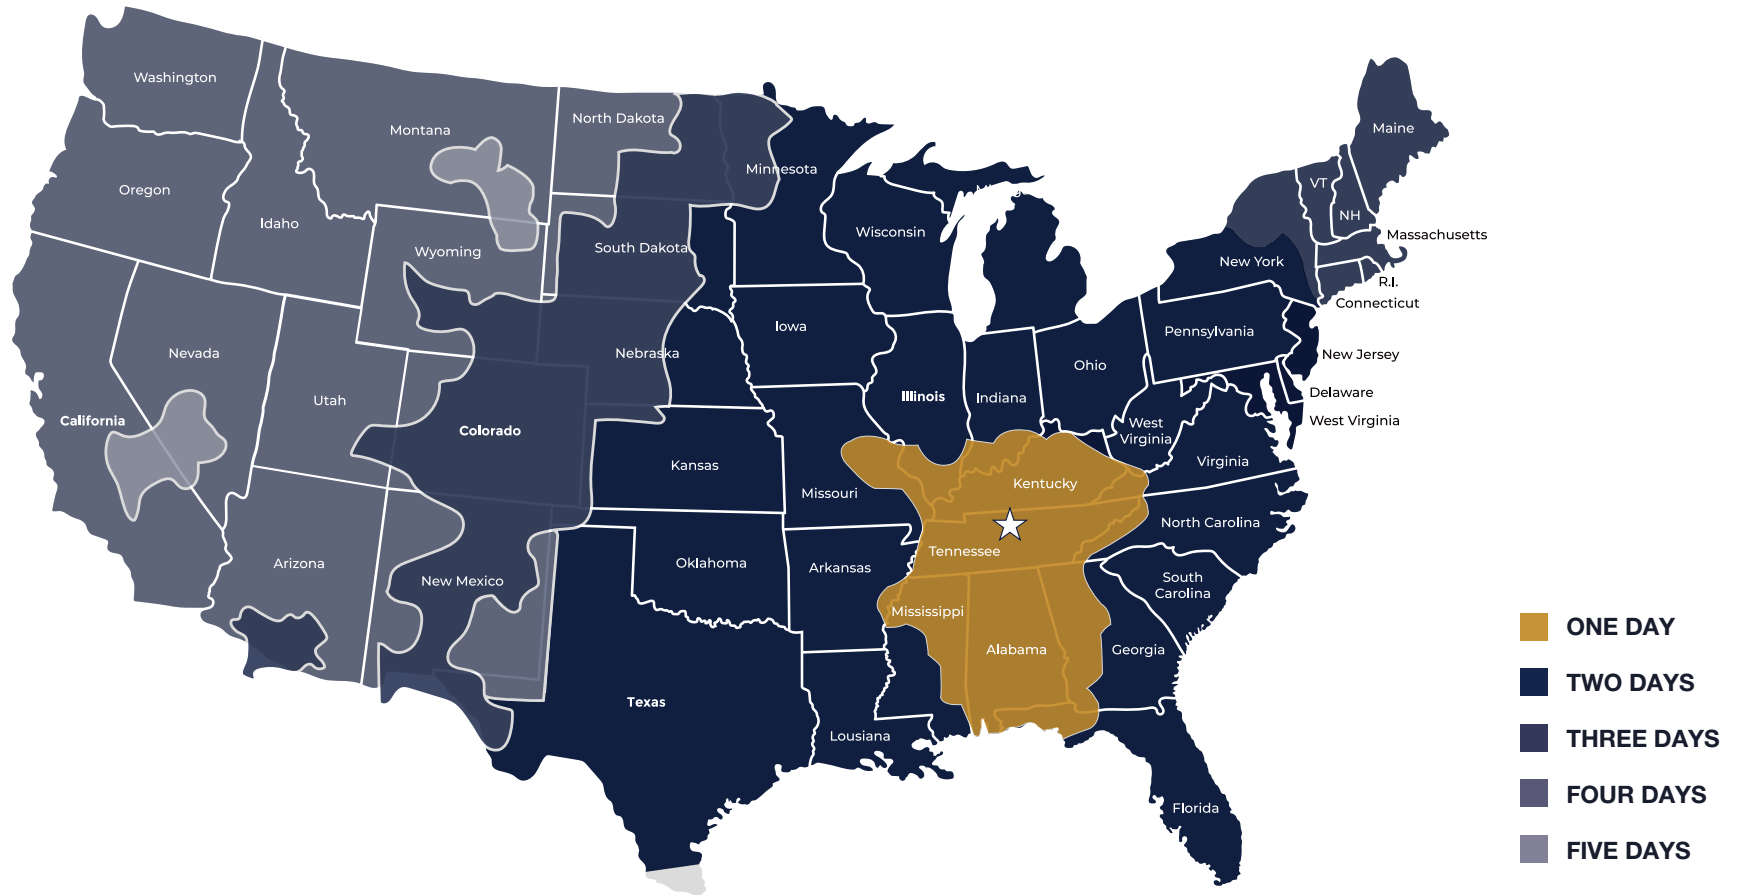 Washington
Montana
North Dakota
Minnesota
Maine
Oregon
Idaho
VT
NH
Wyoming
South Dakota
Wisconsin
Massachusetts
New York
R.I.
Connecticut
Nevada
Nebraska
Iowa
Pennsylvania
New Jersey
Utah
Illinois
Indiana
Ohio
Delaware
California
Colorado
West
Virginia
West Virginia
Kansas
Missouri
Kentucky
Virginia
Arizona
New Mexico
Oklahoma
Arkansas
Tennessee
North Carolina
South
Carolina
Mississippi
Alabama
Georgia
Texas
Lousiana
Florida
ONE DAY
TWO DAYS
THREE DAYS
FOUR DAYS
FIVE DAYS